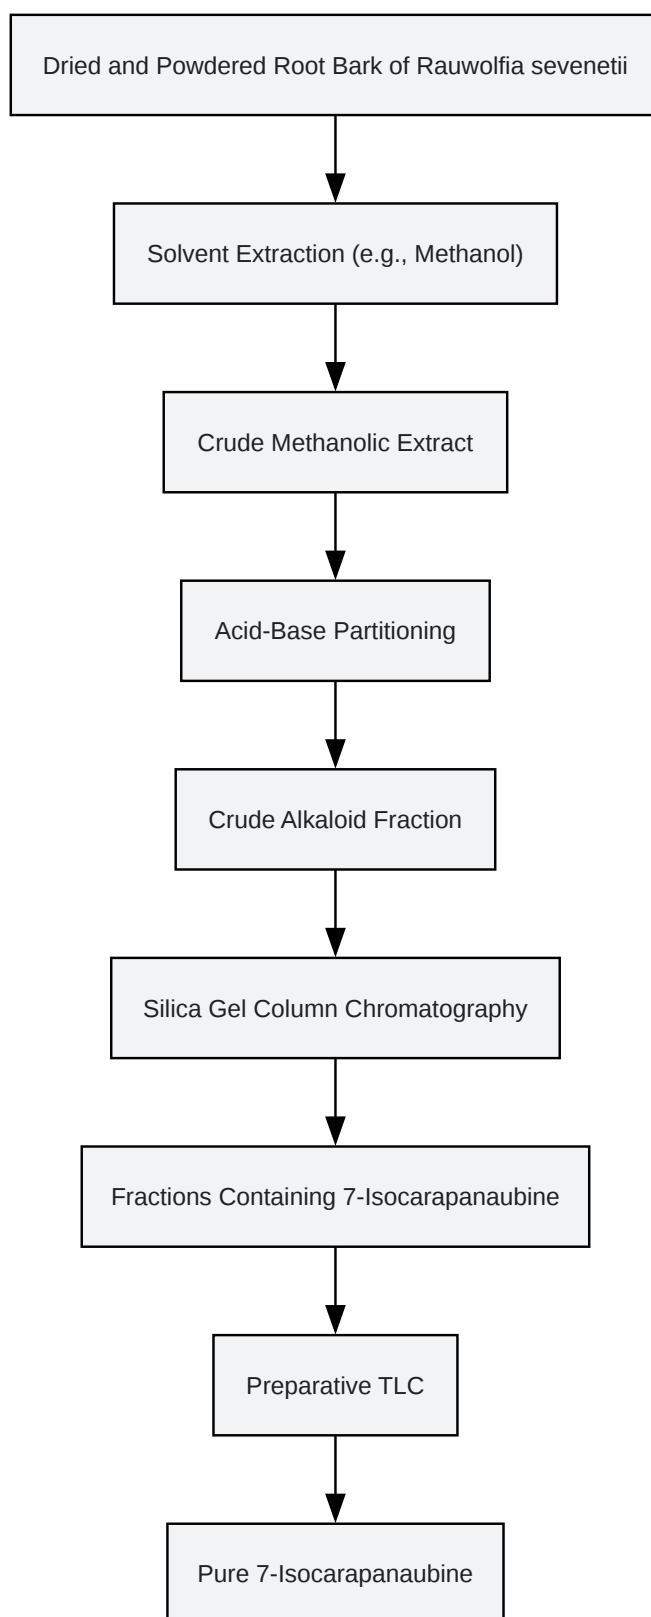 Dried and Powdered Root Bark of Rauwolfia sevenetii
Solvent Extraction (e.g., Methanol)
Crude Methanolic Extract
Acid-Base Partitioning
Crude Alkaloid Fraction
Silica Gel Column Chromatography
Fractions Containing 7-Isocarapanaubine
Preparative TLC
Pure 7-Isocarapanaubine